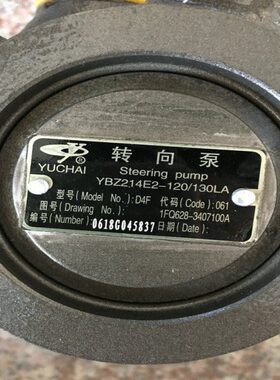 YUCHAI ®
转向泵
Steering pump
YBZ214E2-120/130LA
型号(Model No.): D4F 代码(Code): 061
图号(Drawing No.): 1FQ628-3407100A
编号(Number): 0618G045837 日期(Date):